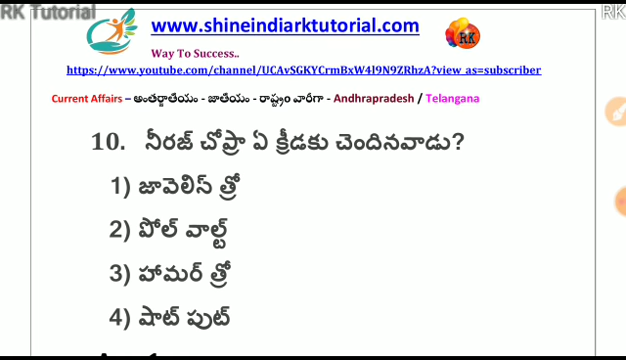 RK Tutorial
www.shineindiarktutorial.com
RK
RK
Way To Success..
https://www.youtube.com/channel/UCAvSGKYCrmBxW4l9N9ZRhzA?view_as=subscriber
Current Affairs – అంతర్జాతీయం - జాతీయం - రాష్ట్రం వారీగా - Andhrapradesh / Telangana
10. నీరజ్ చోప్రా ఏ క్రీడకు చెందినవాడు?
1) జావెలిస్ త్రో
2) పోల్ వాల్ట్
3) హామర్ త్రో
4) షాట్ పుట్